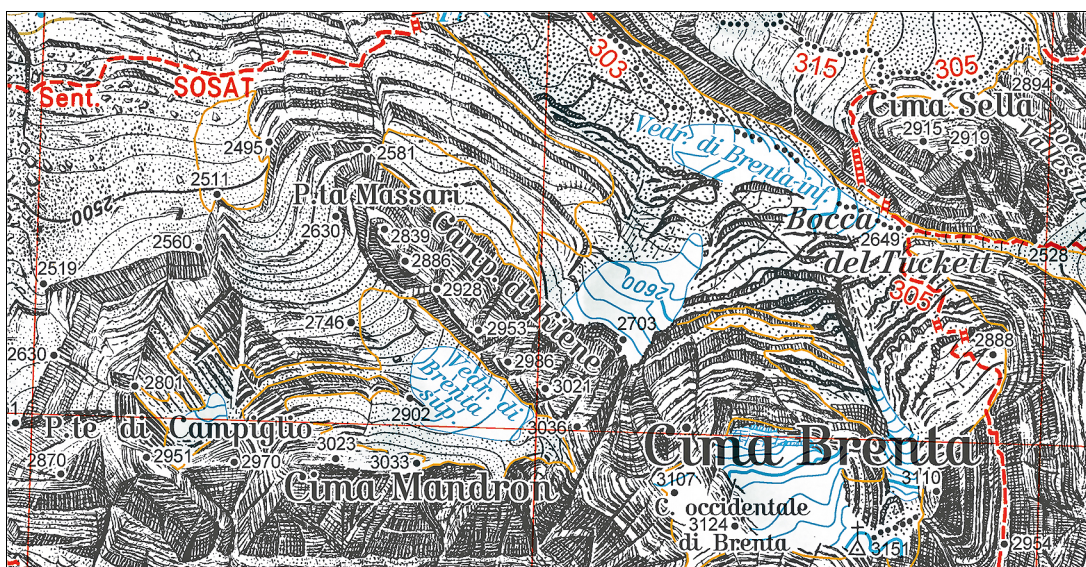 303
315
305
2894
Sent.
SOSAT
Cima Sella
2915
2919
Vedr. di Brenta inf.
2495
2581
2511
2500
P.ta Massari
2630
2839
2886
2928
2953
2986
3021
3036
Camp. di
Bocca
del Tuckett
2649
2528
305
2560
2519
2600
2703
2746
2630
2801
Vedr. di
Brenta
sup.
2888
2902
P.te di Campiglio
2870
2951
2970
3023
3033
Cima Mandron
Cima Brenta
3107
C. occidentale
di Brenta
3124
3110
3151
2954